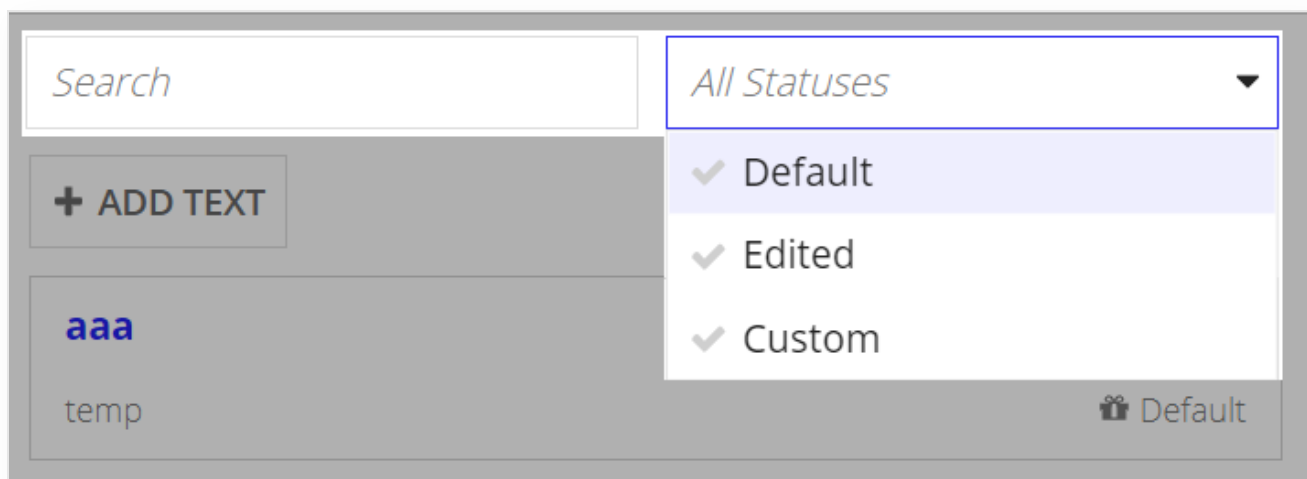 Search
All Statuses
Default
ADD TEXT
Edited
aaa
Custom
temp
Default